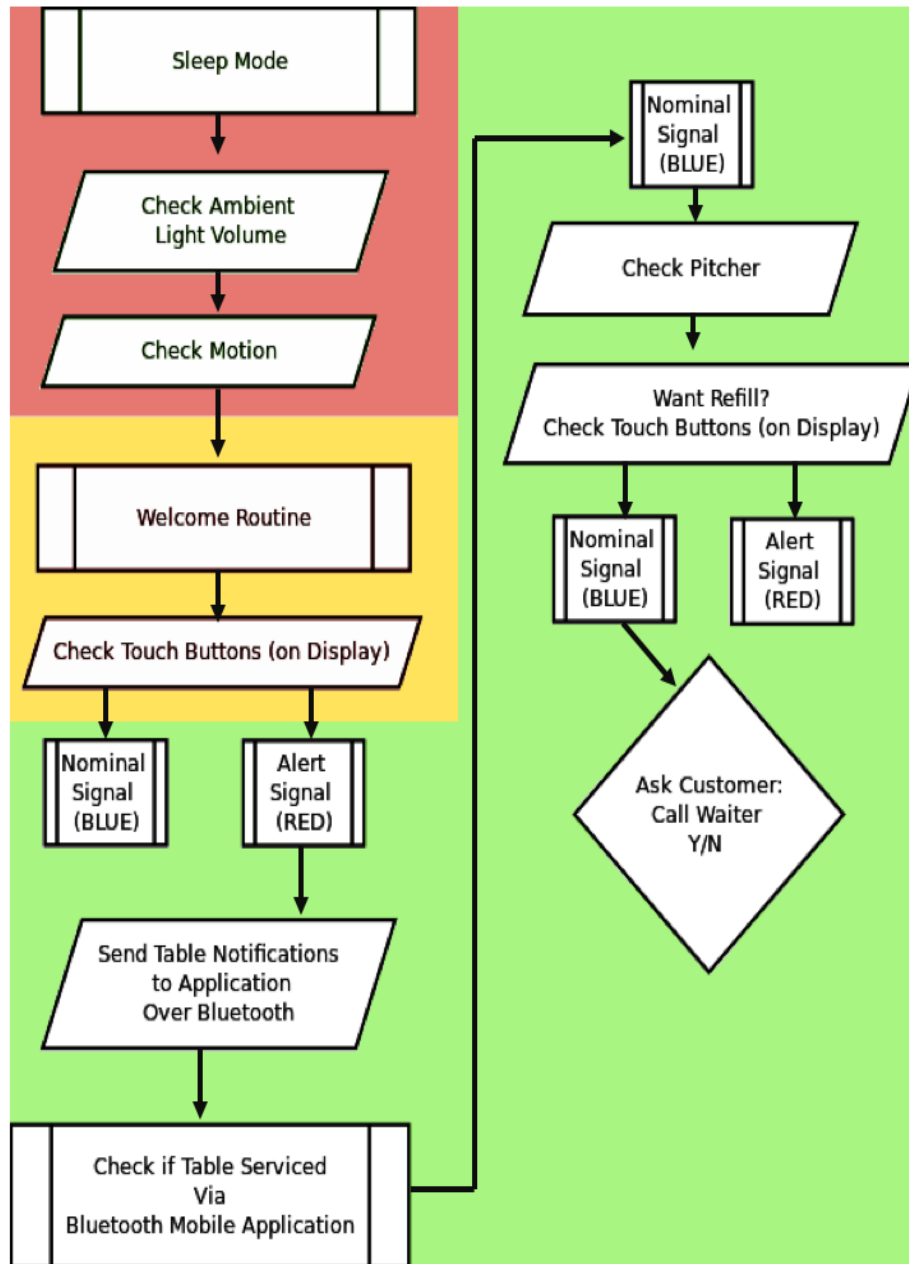 Sleep Mode
Check Ambient
Light Volume
Check Motion
Welcome Routine
Check Touch Buttons (on Display)
Nominal
Signal
(BLUE)
Alert
Signal
(RED)
Send Table Notifications
to Application
Over Bluetooth
Check if Table Serviced
Via
Bluetooth Mobile Application
Nominal
Signal
(BLUE)
Check Pitcher
Want Refill?
Check Touch Buttons (on Display)
Nominal
Signal
(BLUE)
Alert
Signal
(RED)
Ask Customer:
Call Waiter
Y/N